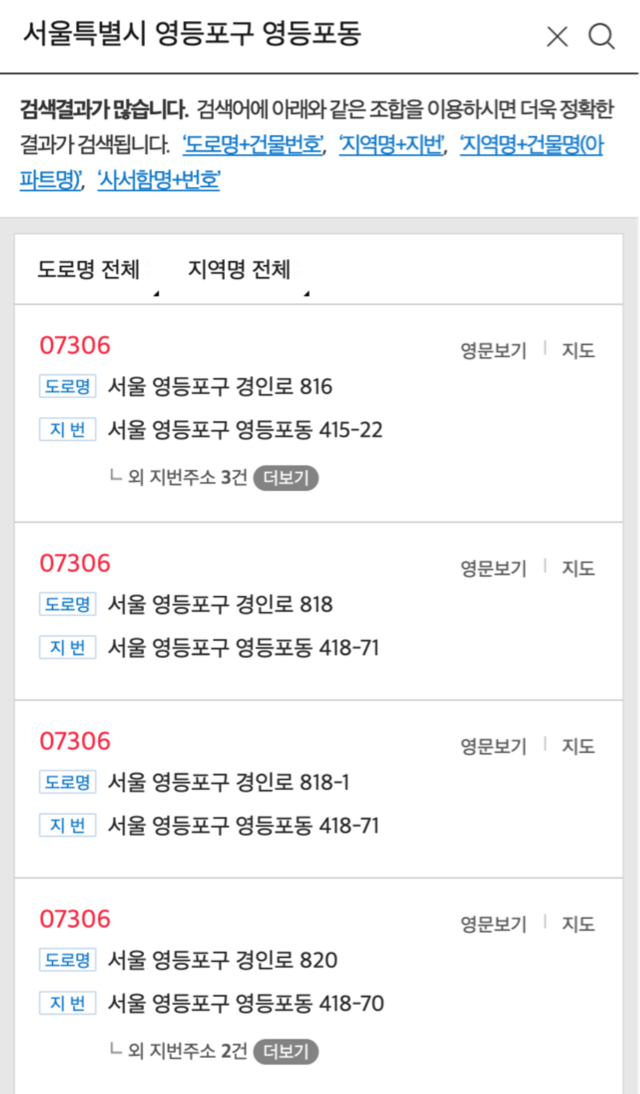 서울특별시 영등포구 영등포동
검색결과가 많습니다. 검색어에 아래와 같은 조합을 이용하시면 더욱 정확한
결과가 검색됩니다. ‘도로명+건물번호’, ‘지역명+지번’, ‘지역명+건물명(아
파트명)’, ‘사서함명+번호’
도로명 전체 지역명 전체
07306 영문보기 지도
도로명 서울 영등포구 경인로 816
지번 서울 영등포구 영등포동 415-22
└ 외 지번주소 3건 더보기
07306 영문보기 지도
도로명 서울 영등포구 경인로 818
지번 서울 영등포구 영등포동 418-71
07306 영문보기 지도
도로명 서울 영등포구 경인로 818-1
지번 서울 영등포구 영등포동 418-71
07306 영문보기 지도
도로명 서울 영등포구 경인로 820
지번 서울 영등포구 영등포동 418-70
└ 외 지번주소 2건 더보기